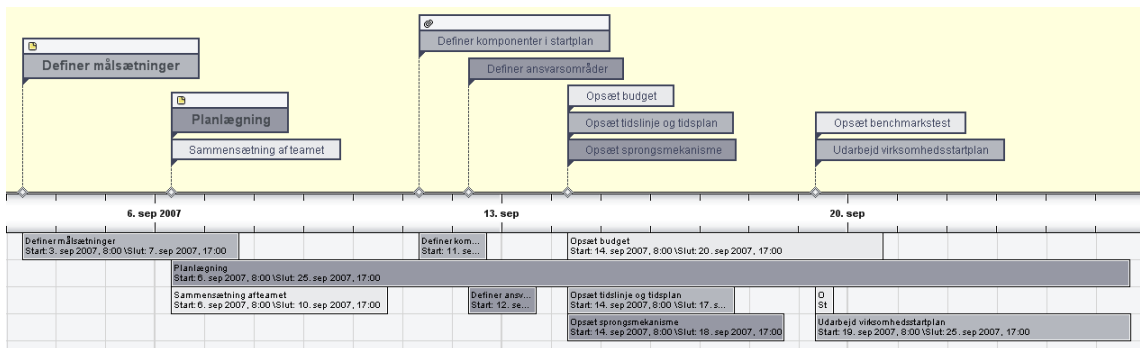 Definer komponenter i startplan
Definer målsætninger
Definer ansvarsområder
Planlægning
Opsæt budget
Opsæt tidslinje og tidsplan
Opsæt benchmarkstest
Sammensætning af teamet
Opsæt sprongsmekanisme
Udarbejd virksomhedsstartplan
6. sep 2007
13. sep
20. sep
Definer målsætninger
Start: 3. sep 2007, 8:00 \Slut: 7. sep 2007, 17:00
Definer kom...
Start: 11. se...
Opsæt budget
Start: 14. sep 2007, 8:00 \Slut: 20. sep 2007, 17:00
Planlægning
Start: 6. sep 2007, 8:00 \Slut: 25. sep 2007, 17:00
Sammensætning af teamet
Start: 6. sep 2007, 8:00 \Slut: 10. sep 2007, 17:00
Definer ansv...
Start: 12. se...
Opsæt tidslinje og tidsplan
Start: 14. sep 2007, 8:00 \Slut: 17. s...
O
St
Opsæt sprongsmekanisme
Start: 14. sep 2007, 8:00 \Slut: 18. sep 2007, 17:00
Udarbejd virksomhedsstartplan
Start: 19. sep 2007, 8:00 \Slut: 25. sep 2007, 17:00